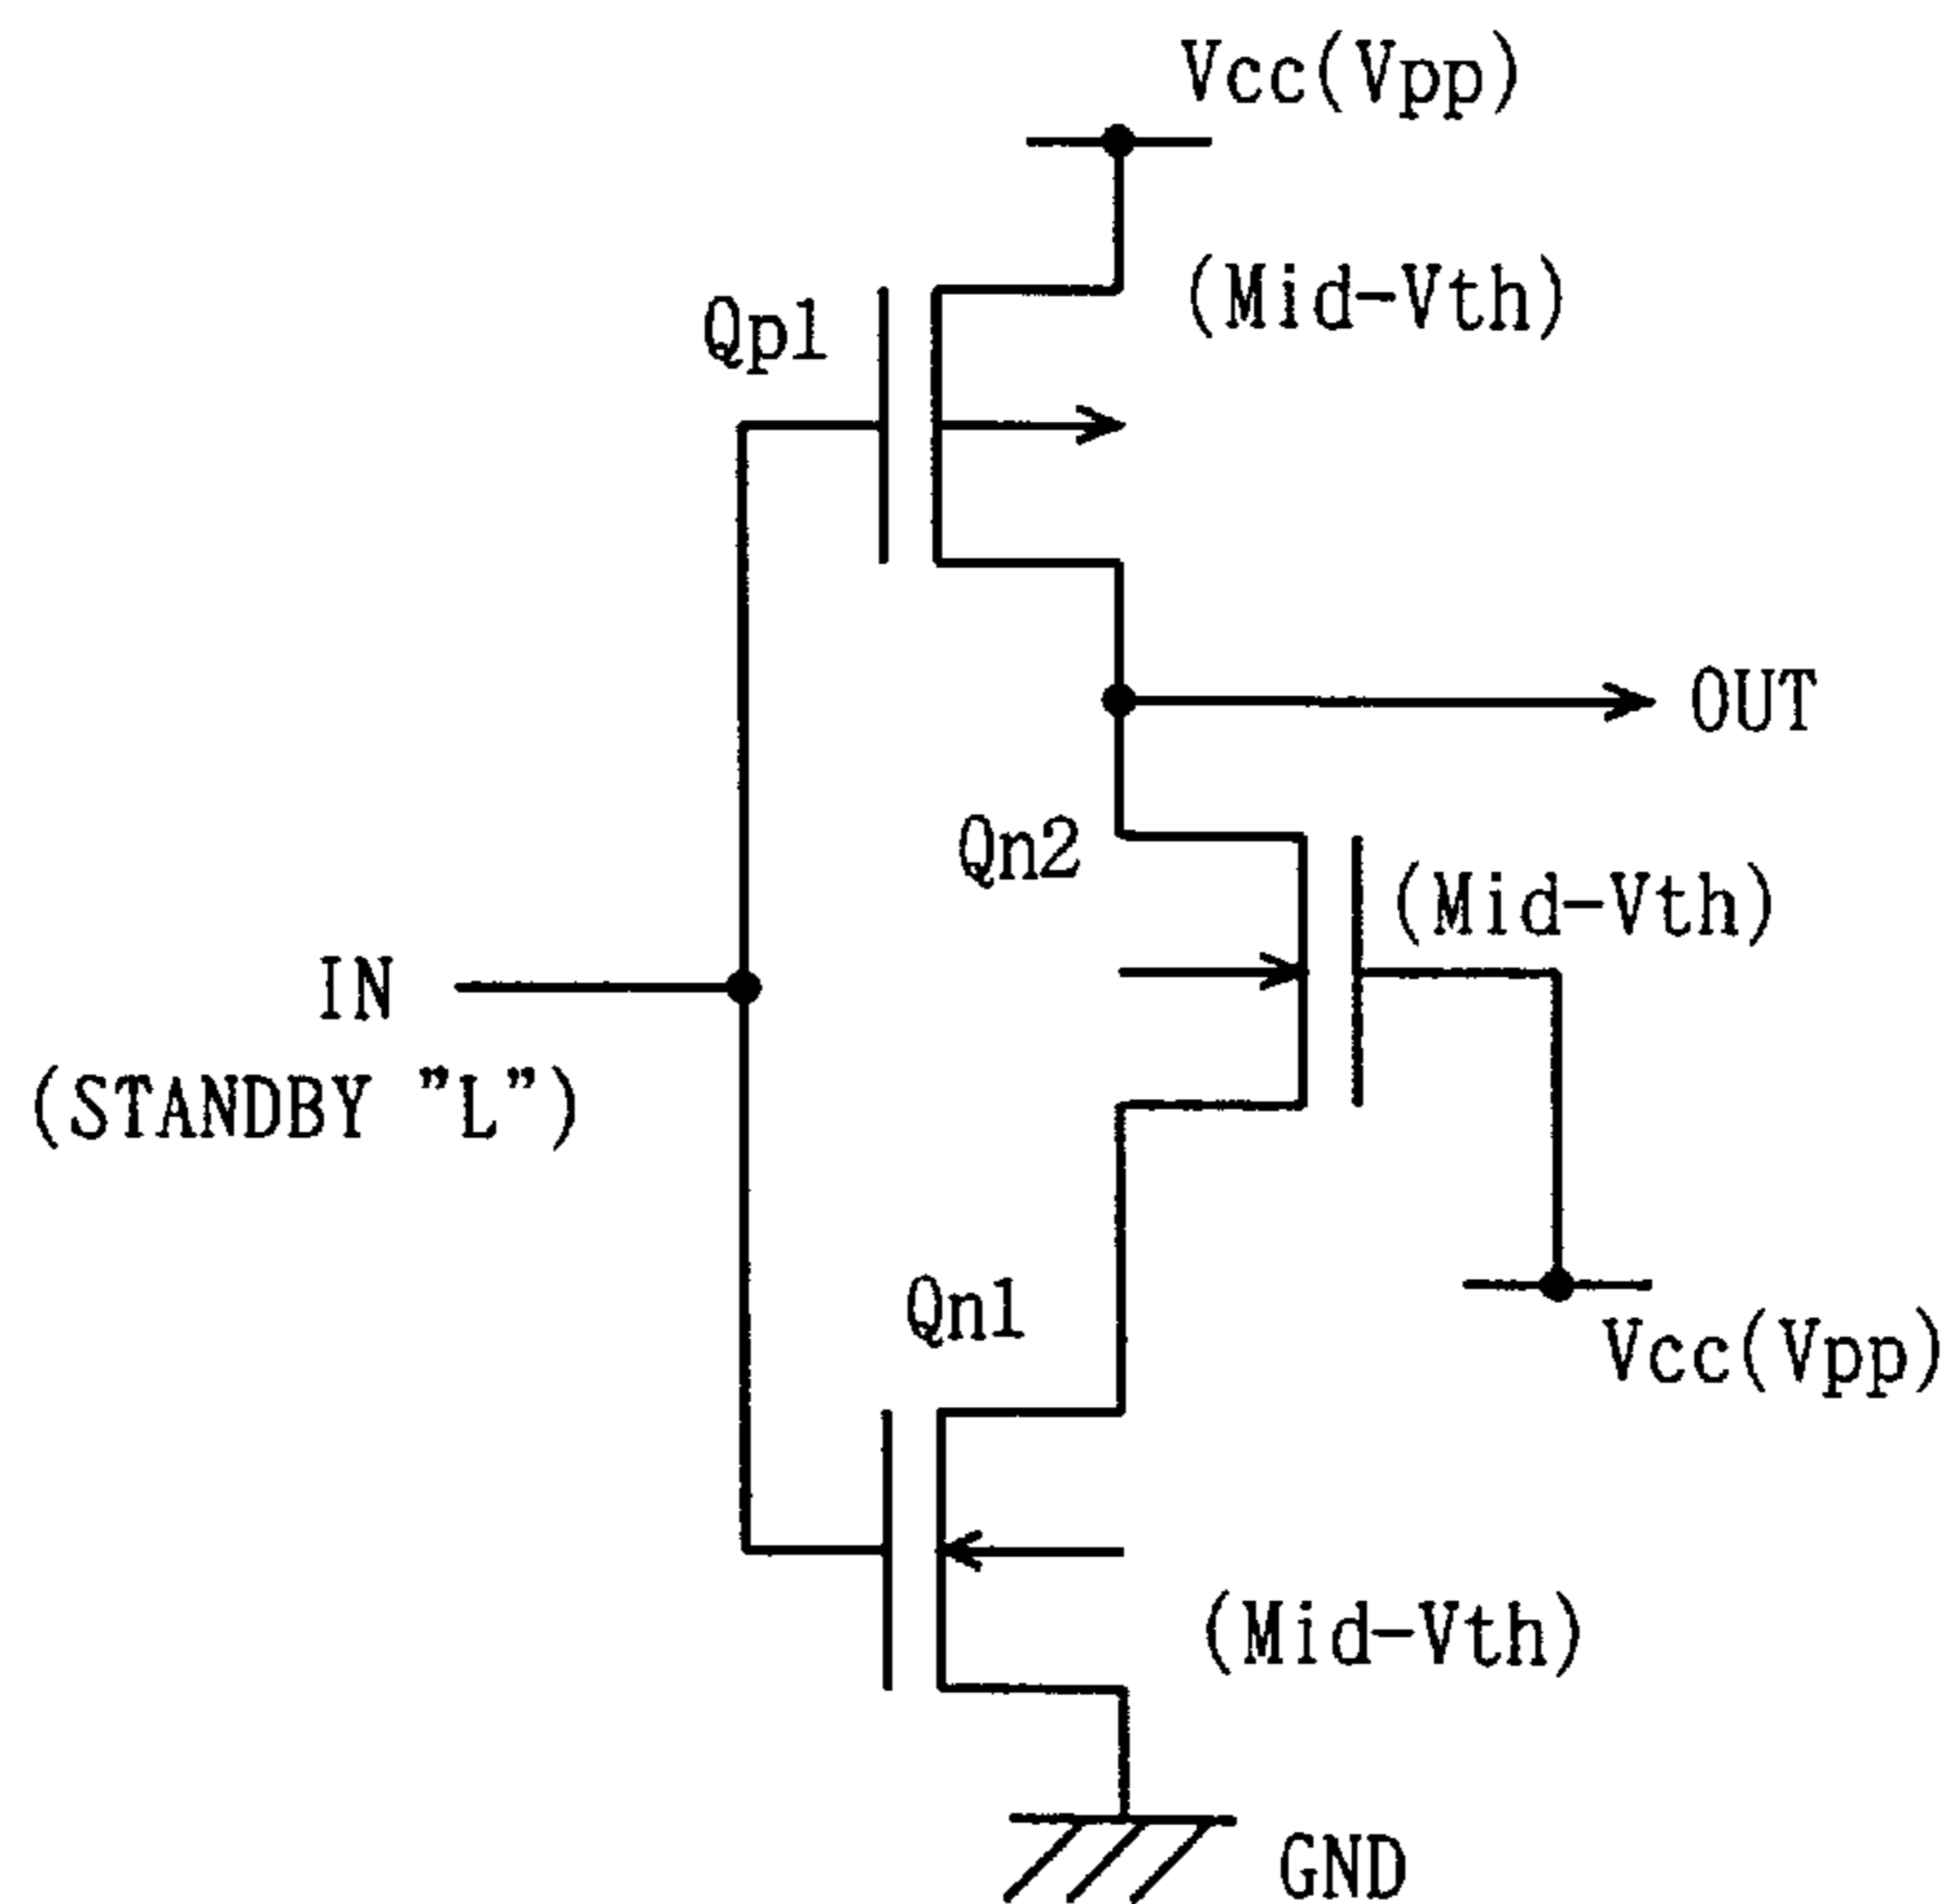 Vcc(Vpp)
(Mid-Vth)
Qp1
OUT
Qn2
(Mid-Vth)
IN
(STANDBY "L")
Qn1
Vcc(Vpp)
(Mid-Vth)
GND